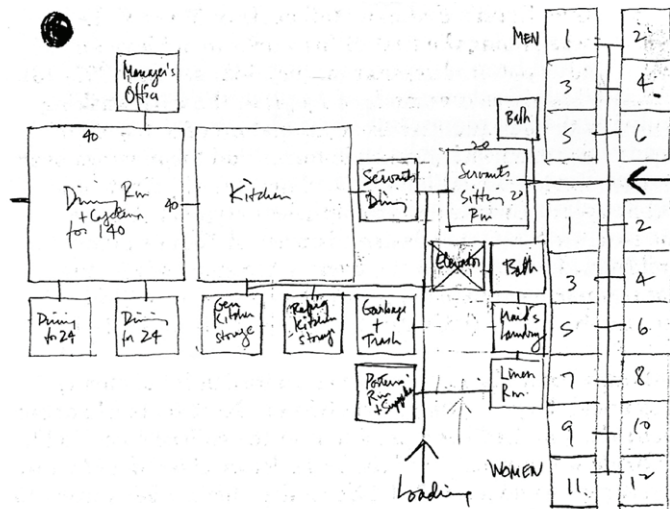 MEN
1
2
3
4
5
6
Manager's
Office
Bath
40
40
Dining Rm
for 140
Kitchen
Servants
Dining
20
Servants
Sitting 20
Rm
Elevator
Bath
Dining
for 24
Dining
for 24
Gen
Kitchen
storage
Refrig
Kitchen
storage
Garbage
+
Trash
Maid's
Laundry
Rm
+ Supplies
Linen
Rm.
Loading
1
2
3
4
5
6
7
8
9
10
WOMEN
11
12